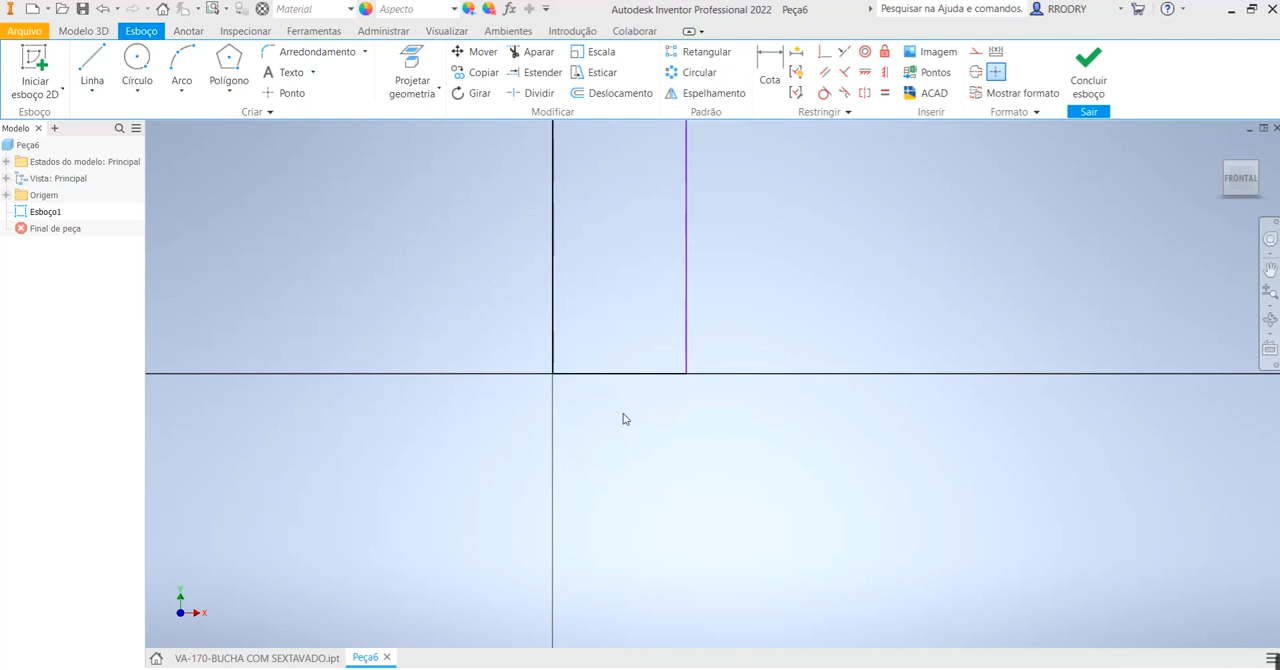 Material
Aspecto
fx
Autodesk Inventor Professional 2022 Peça6
Pesquisar na Ajuda e comandos.
RRODRY
Arquivo Modelo 3D Esboço Anotar Inspecionar Ferramentas Administrar Visualizar Ambientes Introdução Colaborar
Iniciar
esboço 2D
Esboço
Linha
Círculo
Arco
Polígono
Arredondamento
Texto
Ponto
Criar
Projetar
geometria
Mover
Copiar
Girar
Aparar
Estender
Dividir
Escala
Esticar
Deslocamento
Modificar
Retangular
Circular
Espelhamento
Padrão
Cota
Restringir
Imagem
Pontos
ACAD
Inserir
Mostrar formato
Formato
Concluir
esboço
Sair
Modelo
Peça6
Estados do modelo: Principal
Vista: Principal
Origem
Esboço1
Final de peça
FRONTAL
Y
X
VA-170-BUCHA COM SEXTAVADO.ipt
Peça6